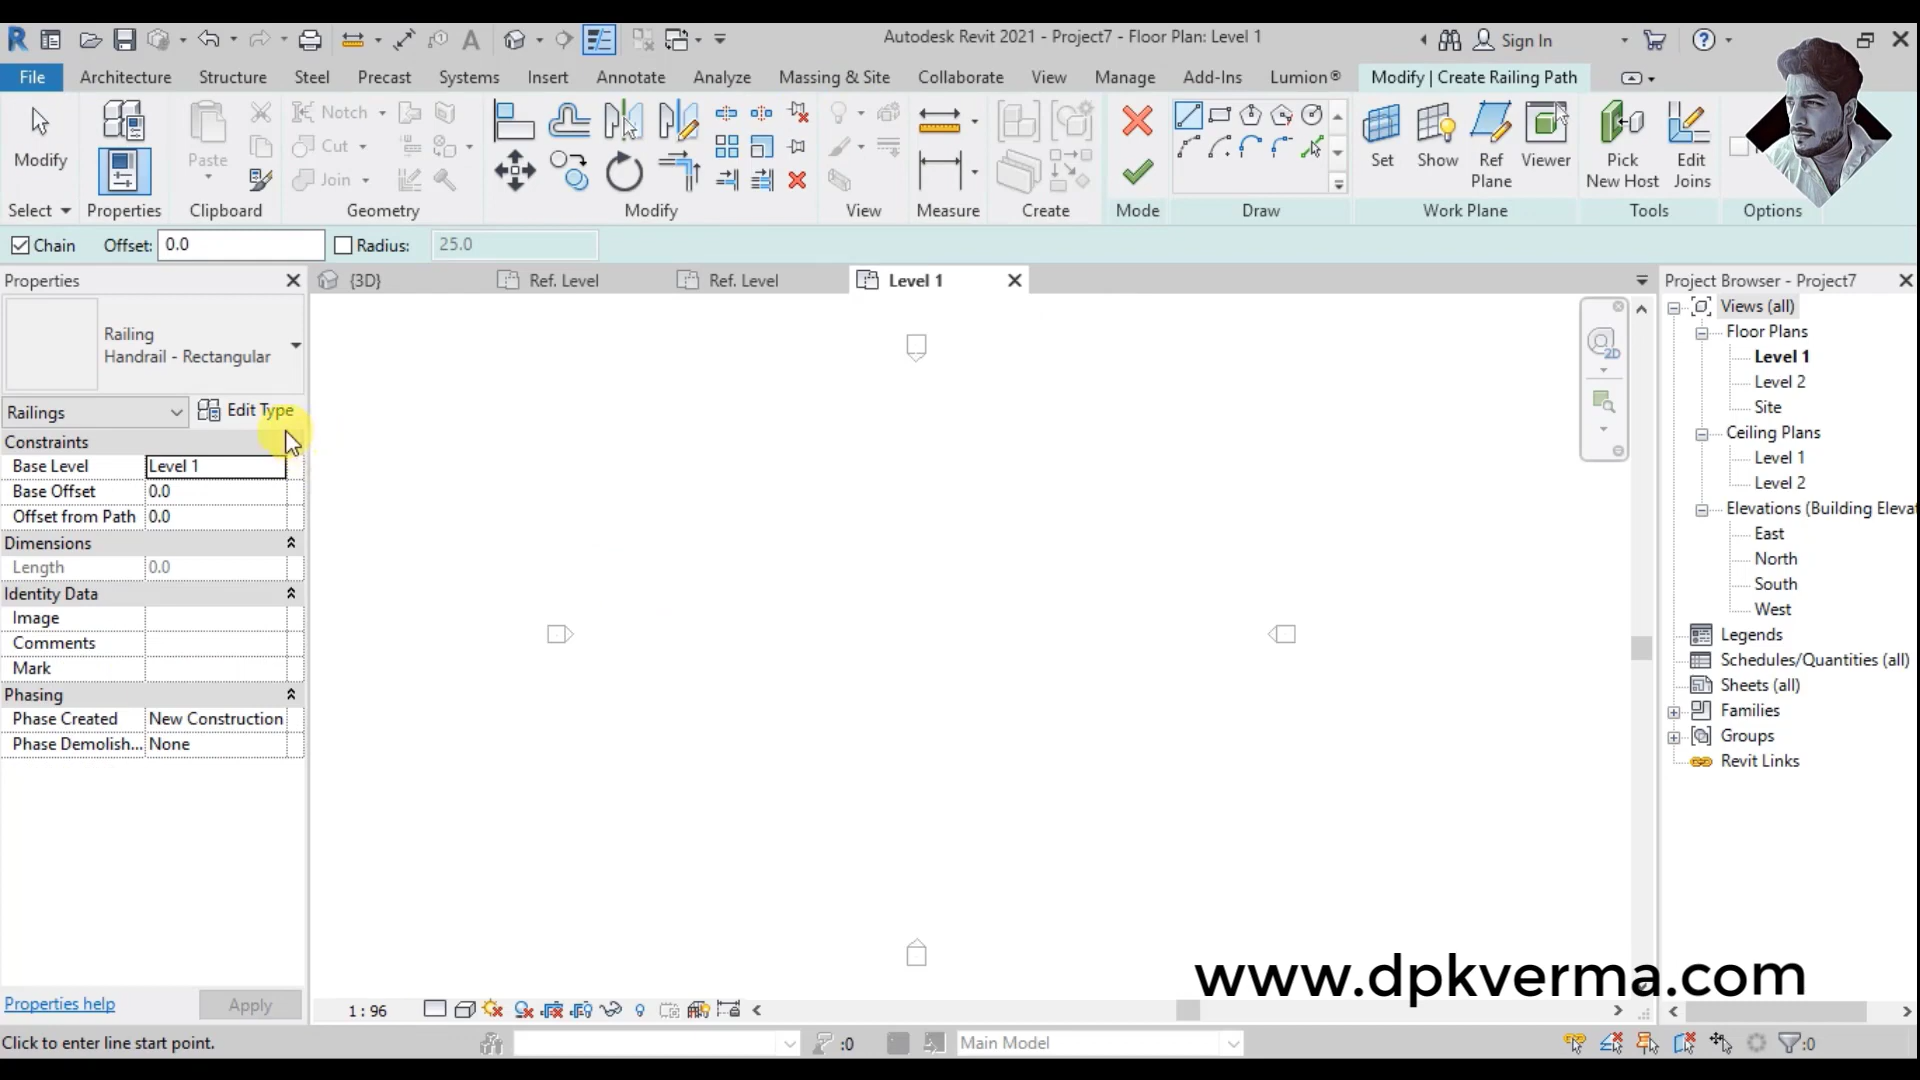 Autodesk Revit 2021 - Project7 - Floor Plan: Level 1
Sign In
File
Architecture
Structure
Steel
Precast
Systems
Insert
Annotate
Analyze
Massing & Site
Collaborate
View
Manage
Add-Ins
Lumion®
Modify | Create Railing Path
Modify
Paste
Notch
Cut
Join
Set
Show
Ref Plane
Viewer
Pick New Host
Edit Joins
Select
Properties
Clipboard
Geometry
Modify
View
Measure
Create
Mode
Draw
Work Plane
Tools
Options
Chain
Offset: 0.0
Radius: 25.0
Properties
{3D}
Ref. Level
Ref. Level
Level 1
Project Browser - Project7
Railing
Handrail - Rectangular
Railings
Edit Type
Constraints
Base Level Level 1
Base Offset 0.0
Offset from Path 0.0
Dimensions
Length 0.0
Identity Data
Image
Comments
Mark
Phasing
Phase Created New Construction
Phase Demolish... None
Properties help
Apply
2D
Views (all)
Floor Plans
Level 1
Level 2
Site
Ceiling Plans
Level 1
Level 2
Elevations (Building Eleva
East
North
South
West
Legends
Schedules/Quantities (all)
Sheets (all)
Families
Groups
Revit Links
www.dpkverma.com
1 : 96
Click to enter line start point.
:0
Main Model
:0